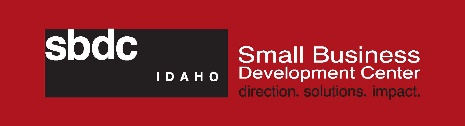 sbdc
IDAHO
Small Business
Development Center
direction. solutions. impact.